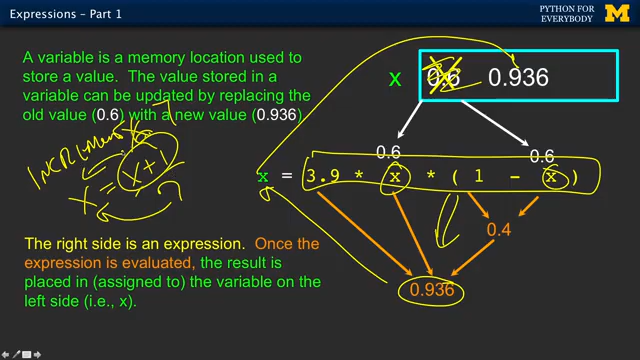 Expressions – Part 1
PYTHON FOR
EVERYBODY
M
A variable is a memory location used to
store a value. The value stored in a
variable can be updated by replacing the
old value (0.6) with a new value (0.936).
x
0.6 0.936
0.6
0.6
x = 3.9 * x * ( 1 - x )
0.4
0.936
INCREMENT
x = x + 1
The right side is an expression. Once the
expression is evaluated, the result is
placed in (assigned to) the variable on the
left side (i.e., x).